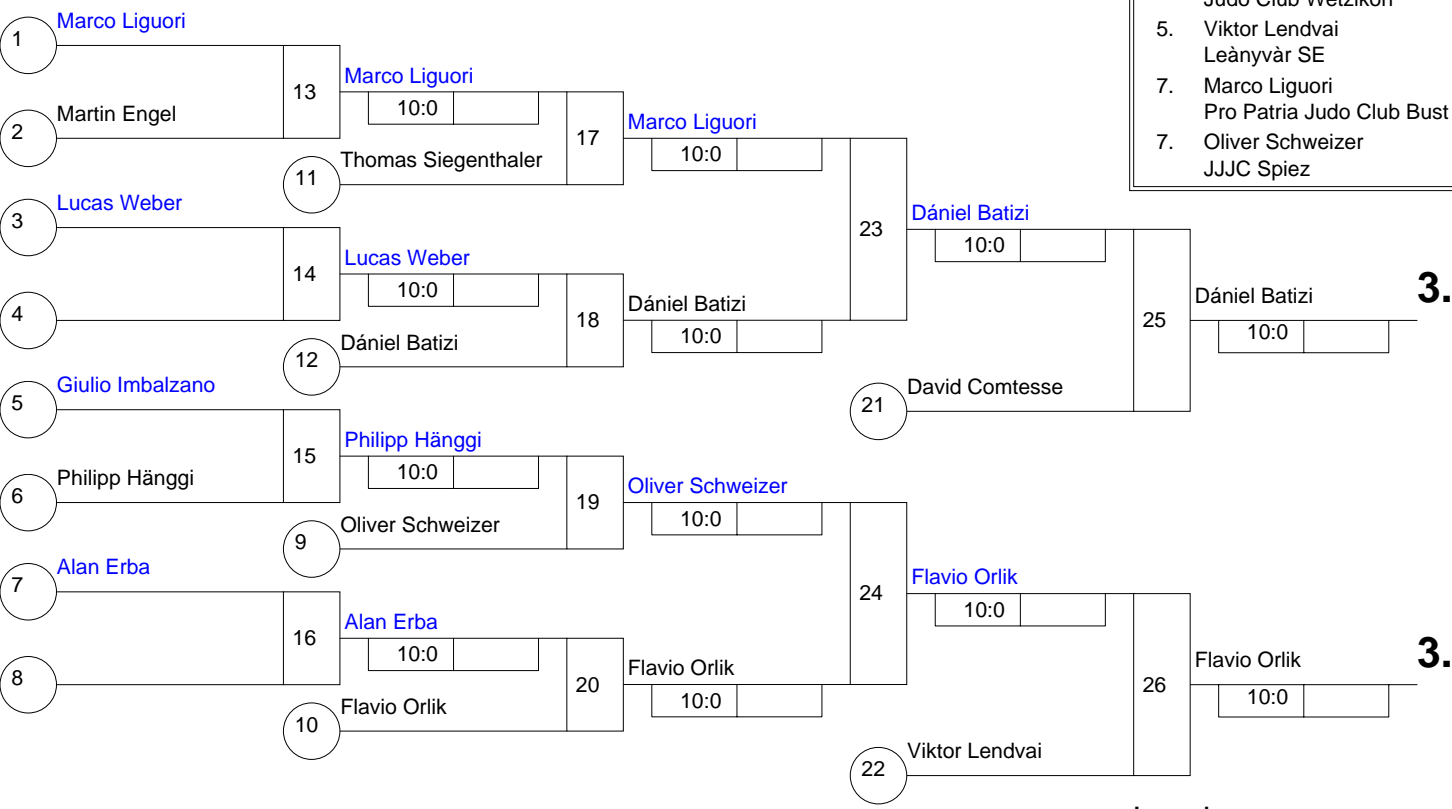 Judo Club Wetzikon
5. Viktor Lendvai
Leànyvàr SE
7. Marco Liguori
Pro Patria Judo Club Bust
7. Oliver Schweizer
JJJC Spiez
1 Marco Liguori
2 Martin Engel
13 Marco Liguori
10:0
11 Thomas Siegenthaler
17 Marco Liguori
10:0
3 Lucas Weber
4
14 Lucas Weber
10:0
12 Dániel Batizi
18 Dániel Batizi
10:0
23 Dániel Batizi
10:0
21 David Comtesse
25 Dániel Batizi 3.
10:0
5 Giulio Imbalzano
6 Philipp Hänggi
15 Philipp Hänggi
10:0
9 Oliver Schweizer
19 Oliver Schweizer
10:0
7 Alan Erba
8
16 Alan Erba
10:0
10 Flavio Orlik
20 Flavio Orlik
10:0
24 Flavio Orlik
10:0
22 Viktor Lendvai
26 Flavio Orlik 3.
10:0